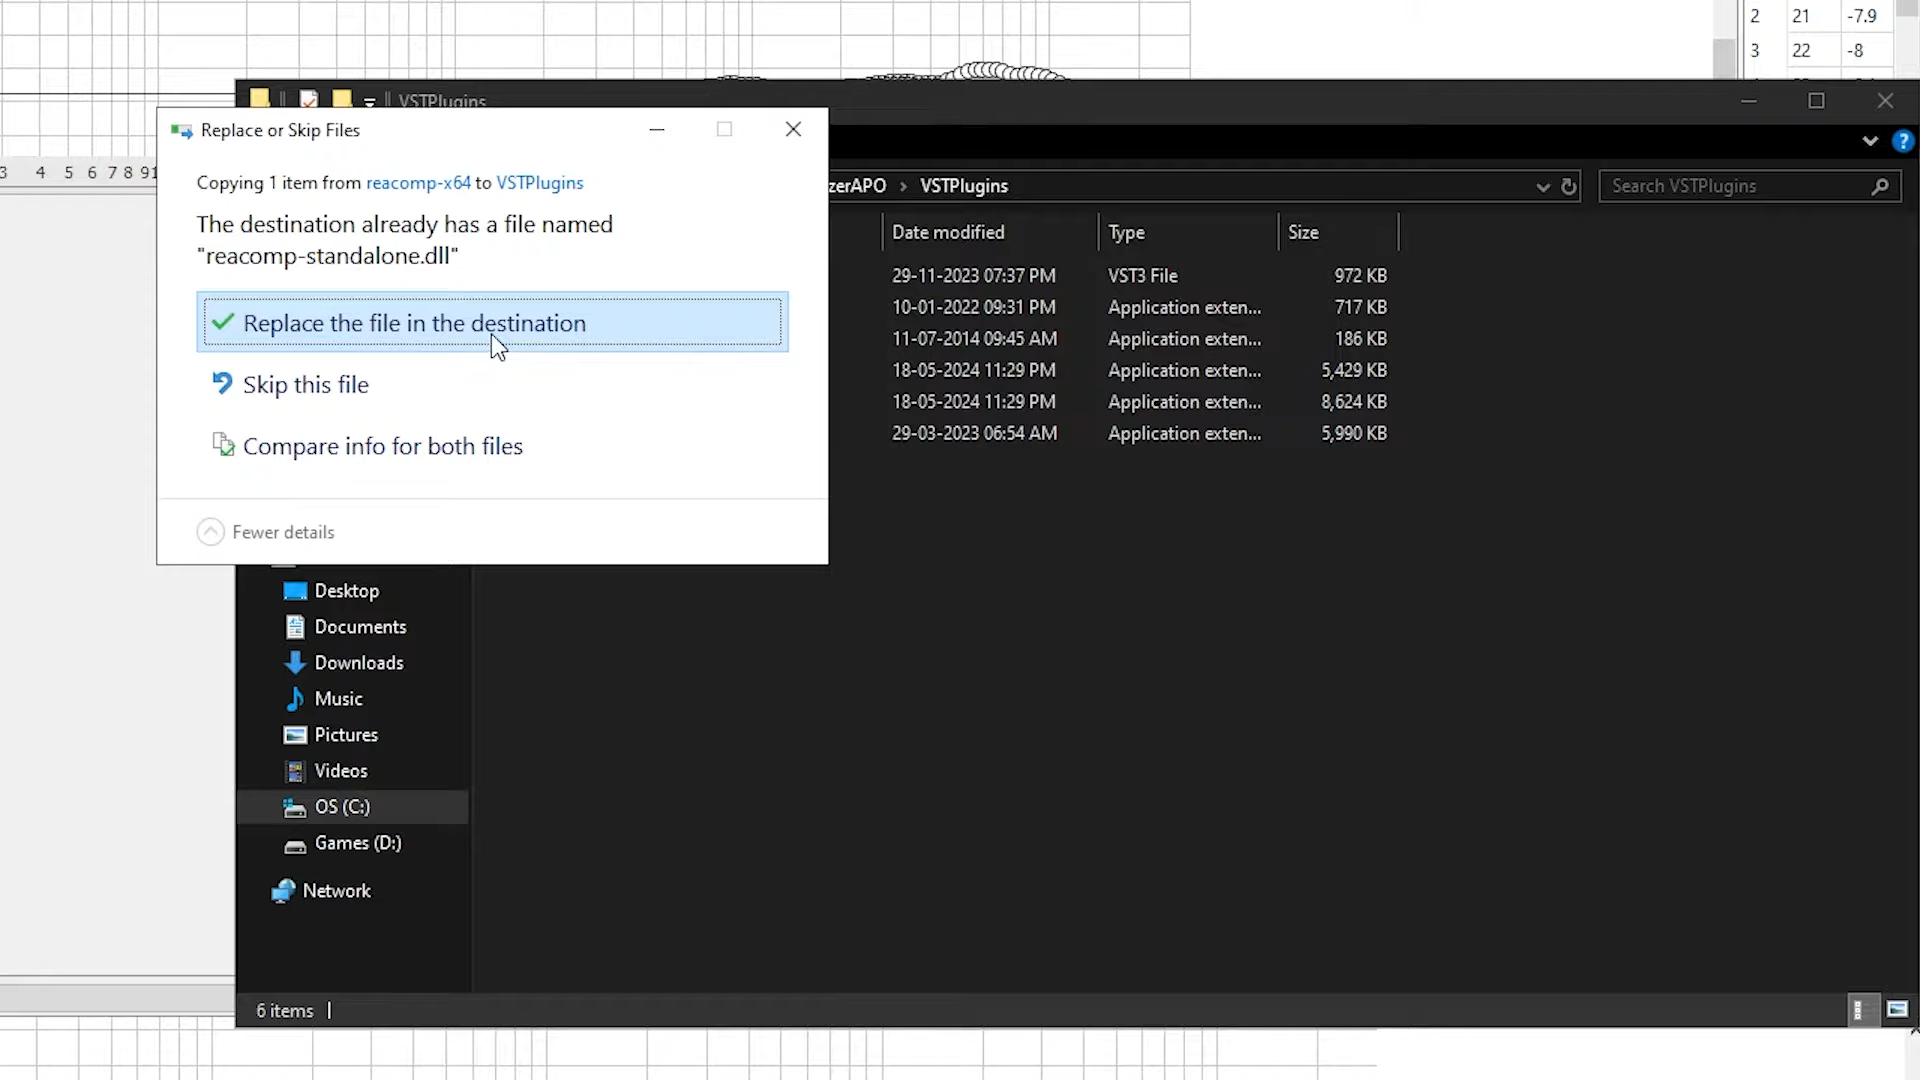 2 21 -7.9
3 22 -8
VSTPlugins
Replace or Skip Files
3 4 5 6 7 8 9 1
Copying 1 item from reacomp-x64 to VSTPlugins
The destination already has a file named
"reacomp-standalone.dll"
Replace the file in the destination
Skip this file
Compare info for both files
Fewer details
zerAPO › VSTPlugins
Search VSTPlugins
Date modified Type Size
29-11-2023 07:37 PM VST3 File 972 KB
10-01-2022 09:31 PM Application exten... 717 KB
11-07-2014 09:45 AM Application exten... 186 KB
18-05-2024 11:29 PM Application exten... 5,429 KB
18-05-2024 11:29 PM Application exten... 8,624 KB
29-03-2023 06:54 AM Application exten... 5,990 KB
Desktop
Documents
Downloads
Music
Pictures
Videos
OS (C:)
Games (D:)
Network
6 items